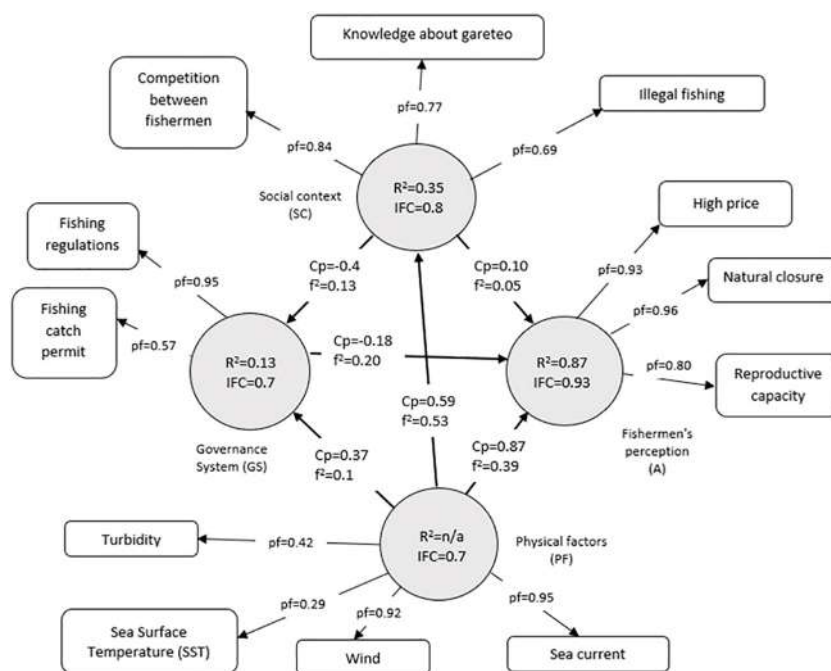 Knowledge about gareteo
Competition
between
fishermen
Illegal fishing
pf=0.77
pf=0.84
pf=0.69
Social context
(SC)
R²=0.35
IFC=0.8
High price
Fishing
regulations
Natural closure
pf=0.93
pf=0.95
pf=0.96
Cp=-0.4
f²=0.13
Cp=0.10
f²=0.05
Fishing
catch
permit
pf=0.57
Cp=-0.18
f²=0.20
pf=0.80
Reproductive
capacity
R²=0.13
IFC=0.7
R²=0.87
IFC=0.93
Cp=0.59
f²=0.53
Governance
System (GS)
Fishermen's
perception
(A)
Cp=0.37
f²=0.1
Cp=0.87
f²=0.39
Turbidity
pf=0.42
R²=n/a
IFC=0.7
Physical factors
(PF)
pf=0.29
pf=0.92
pf=0.95
Sea Surface
Temperature (SST)
Wind
Sea current